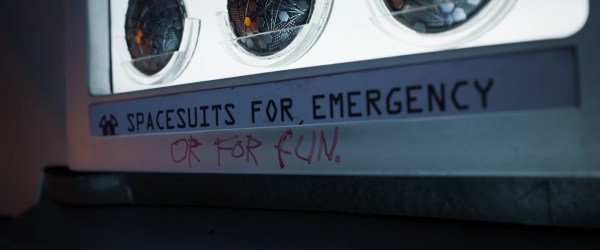 SPACESUITS FOR EMERGENCY
OR FOR FUN.